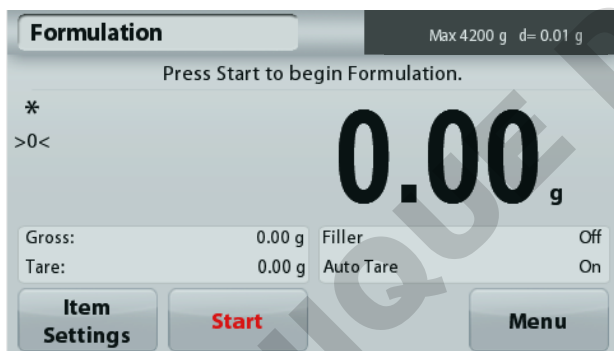 Formulation
Max 4200 g d= 0.01 g
Press Start to begin Formulation.
*
>0<
0.00 g
Gross: 0.00 g Filler Off
Tare: 0.00 g Auto Tare On
Item Settings
Start
Menu